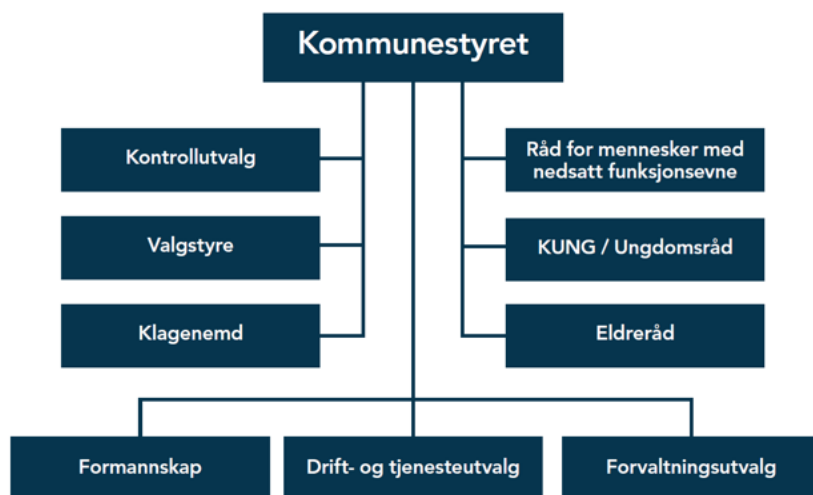 Kommunestyret
Kontrollutvalg
Råd for mennesker med
nedsatt funksjonsevne
Valgstyre
KUNG / Ungdomsråd
Klagenemd
Eldreråd
Formannskap
Drift- og tjenesteutvalg
Forvaltningsutvalg